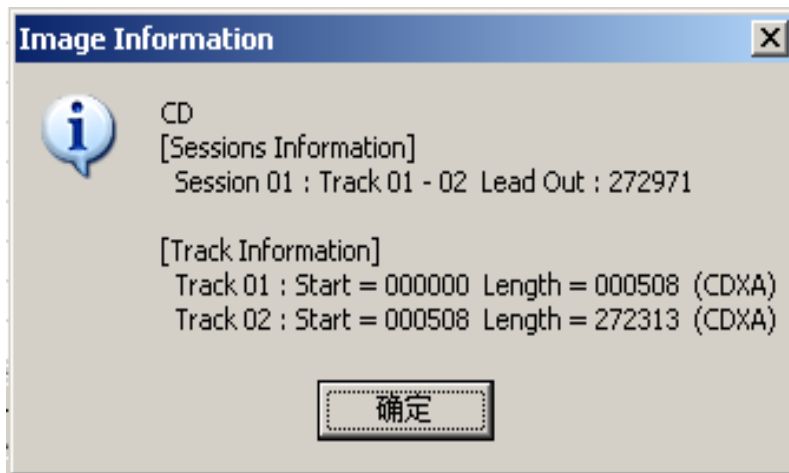 Image Information
CD
[Sessions Information]
Session 01 : Track 01 - 02 Lead Out : 272971
[Track Information]
Track 01 : Start = 000000 Length = 000508 (CDXA)
Track 02 : Start = 000508 Length = 272313 (CDXA)
确定